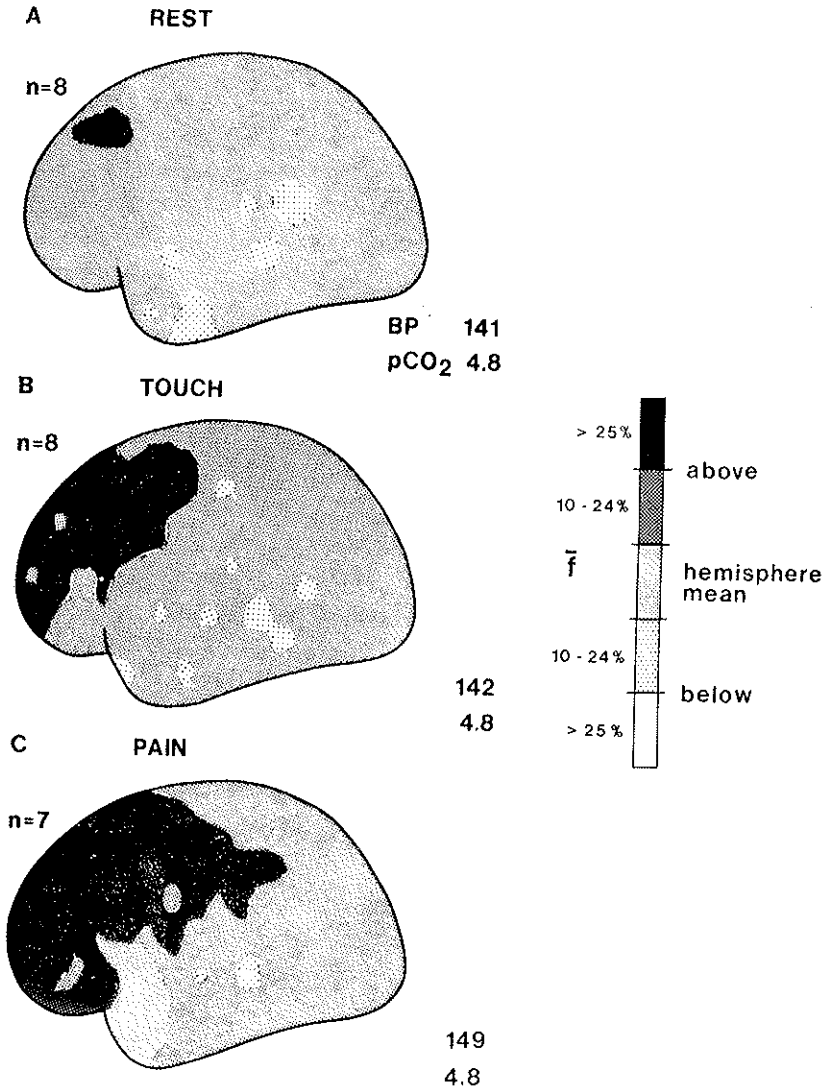 A REST
n=8
BP 141
pCO₂ 4.8
B TOUCH
n=8
142
4.8
C PAIN
n=7
149
4.8
> 25%
above
10 - 24%
f̄ hemisphere
mean
10 - 24%
below
> 25%